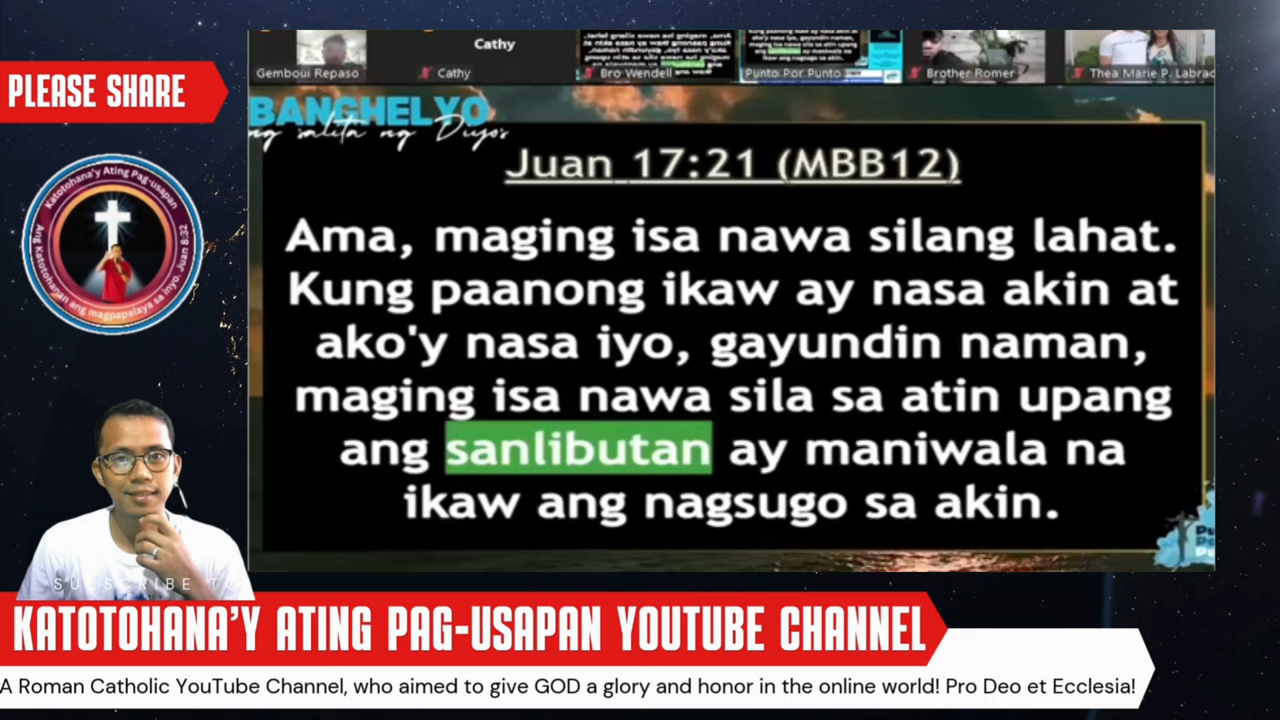 PLEASE SHARE
Katotohana'y Ating Pag-usapan
Ang Katotohanan ang magpapalaya sa inyo. Juan 8:32
Cathy
Gemboui Repaso
Cathy
Bro Wendell
Punto Por Punto
Brother Romer
Thea Marie P. Labrac
BANGHELYO
ng salita ng Diyos
Juan 17:21 (MBB12)
Ama, maging isa nawa silang lahat.
Kung paanong ikaw ay nasa akin at
ako'y nasa iyo, gayundin naman,
maging isa nawa sila sa atin upang
ang sanlibutan ay maniwala na
ikaw ang nagsugo sa akin.
SUBSCRIBE
KATOTOHANA'Y ATING PAG-USAPAN YOUTUBE CHANNEL
A Roman Catholic YouTube Channel, who aimed to give GOD a glory and honor in the online world! Pro Deo et Ecclesia!